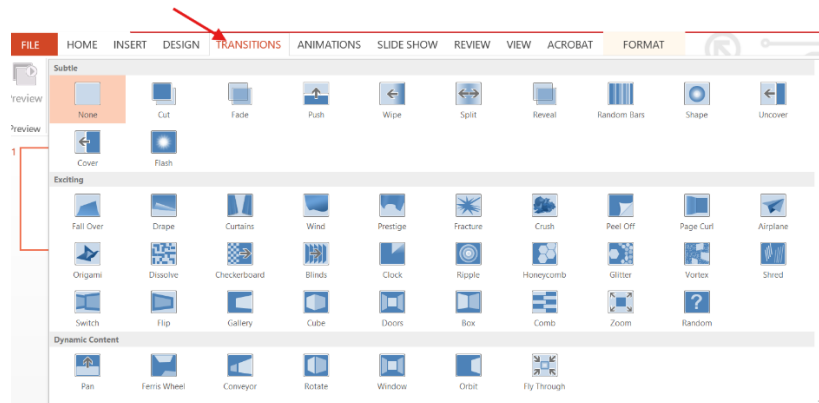 FILE HOME INSERT DESIGN TRANSITIONS ANIMATIONS SLIDE SHOW REVIEW VIEW ACROBAT FORMAT
Subtle
review
None Cut Fade Push Wipe Split Reveal Random Bars Shape Uncover
Preview
1
Cover Flash
Exciting
Fall Over Drape Curtains Wind Prestige Fracture Crush Peel Off Page Curl Airplane
Origami Dissolve Checkerboard Blinds Clock Ripple Honeycomb Glitter Vortex Shred
Switch Flip Gallery Cube Doors Box Comb Zoom Random
Dynamic Content
Pan Ferris Wheel Conveyor Rotate Window Orbit Fly Through